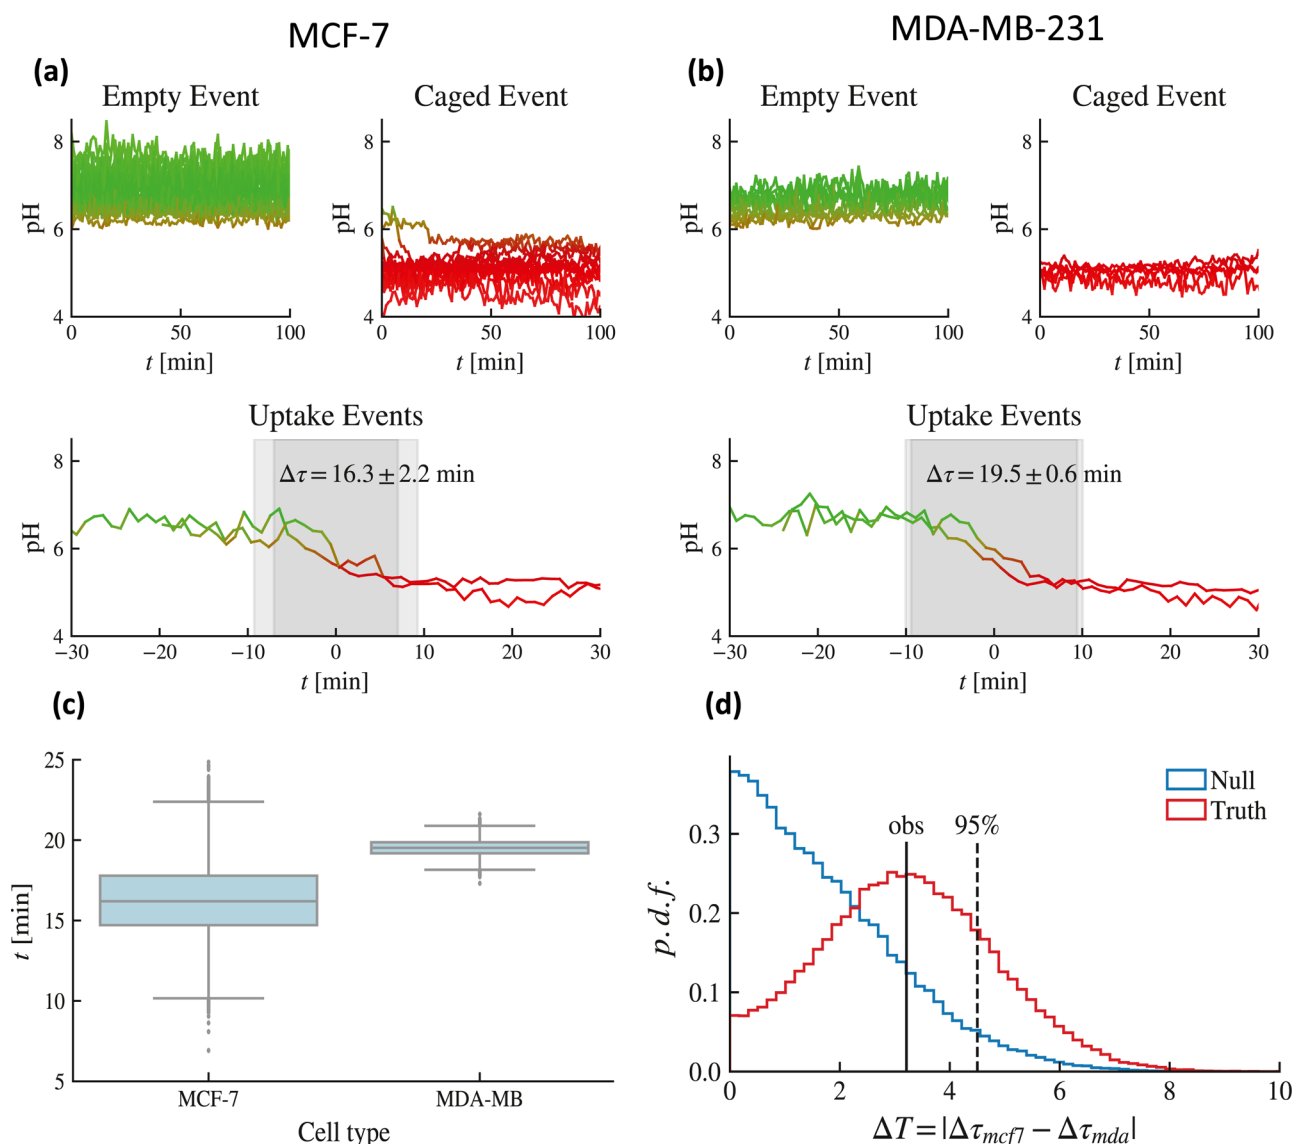 MCF-7
MDA-MB-231
(a)
(b)
Empty Event
Caged Event
Empty Event
Caged Event
8
6
4
pH
0
50
100
t [min]
8
6
4
pH
0
50
100
t [min]
8
6
4
pH
0
50
100
t [min]
8
6
4
pH
0
50
100
t [min]
Uptake Events
Δτ = 16.3 ± 2.2 min
8
6
4
pH
−30
−20
−10
0
10
20
30
t [min]
Uptake Events
Δτ = 19.5 ± 0.6 min
8
6
4
pH
−30
−20
−10
0
10
20
30
t [min]
(c)
25
20
15
10
5
t [min]
MCF-7
MDA-MB
Cell type
(d)
Null
Truth
obs
95%
0.3
0.2
0.1
0.0
p.d.f.
0
2
4
6
8
10
ΔT = |Δτmcf7 − Δτmda|